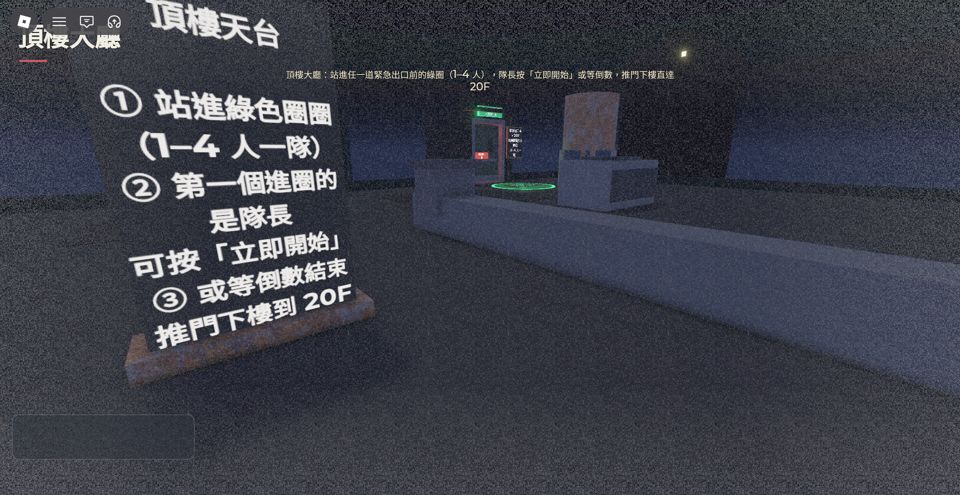 頂樓大廳
頂樓天台
① 站進綠色圈圈
（1–4 人一隊）
② 第一個進圈的
是隊長
可按「立即開始」
③ 或等倒數結束
推門下樓到 20F
頂樓大廳：站進任一道緊急出口前的綠圈（1–4 人），隊長按「立即開始」或等倒數，推門下樓直達
20F